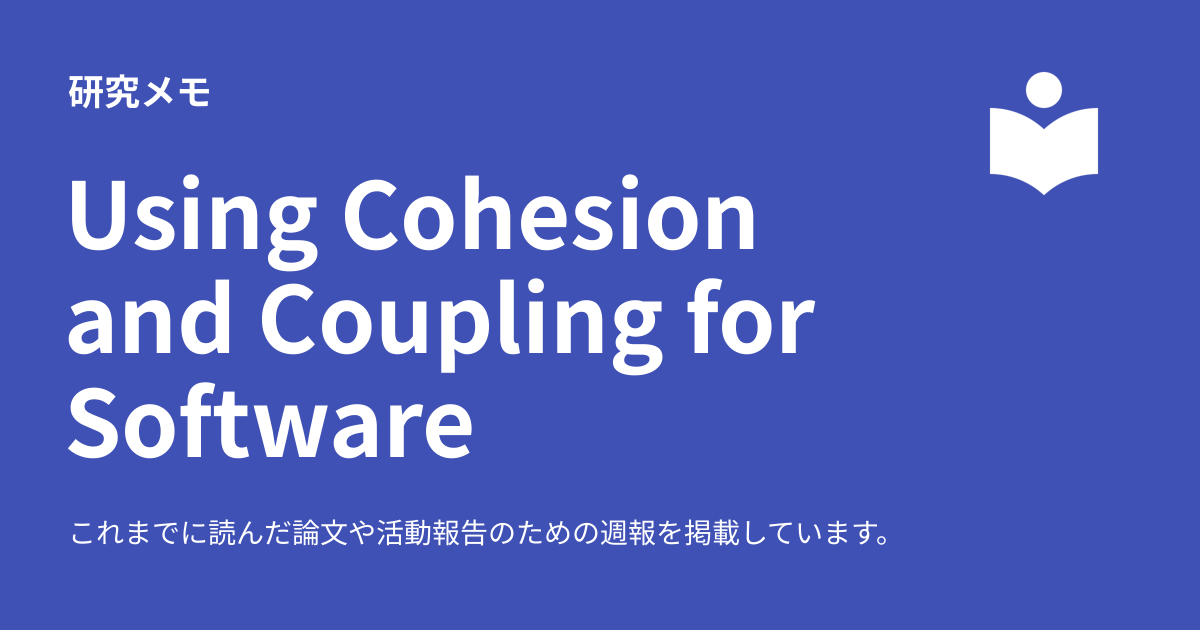 研究メモ
Using Cohesion
and Coupling for
Software
これまでに読んだ論文や活動報告のための週報を掲載しています。